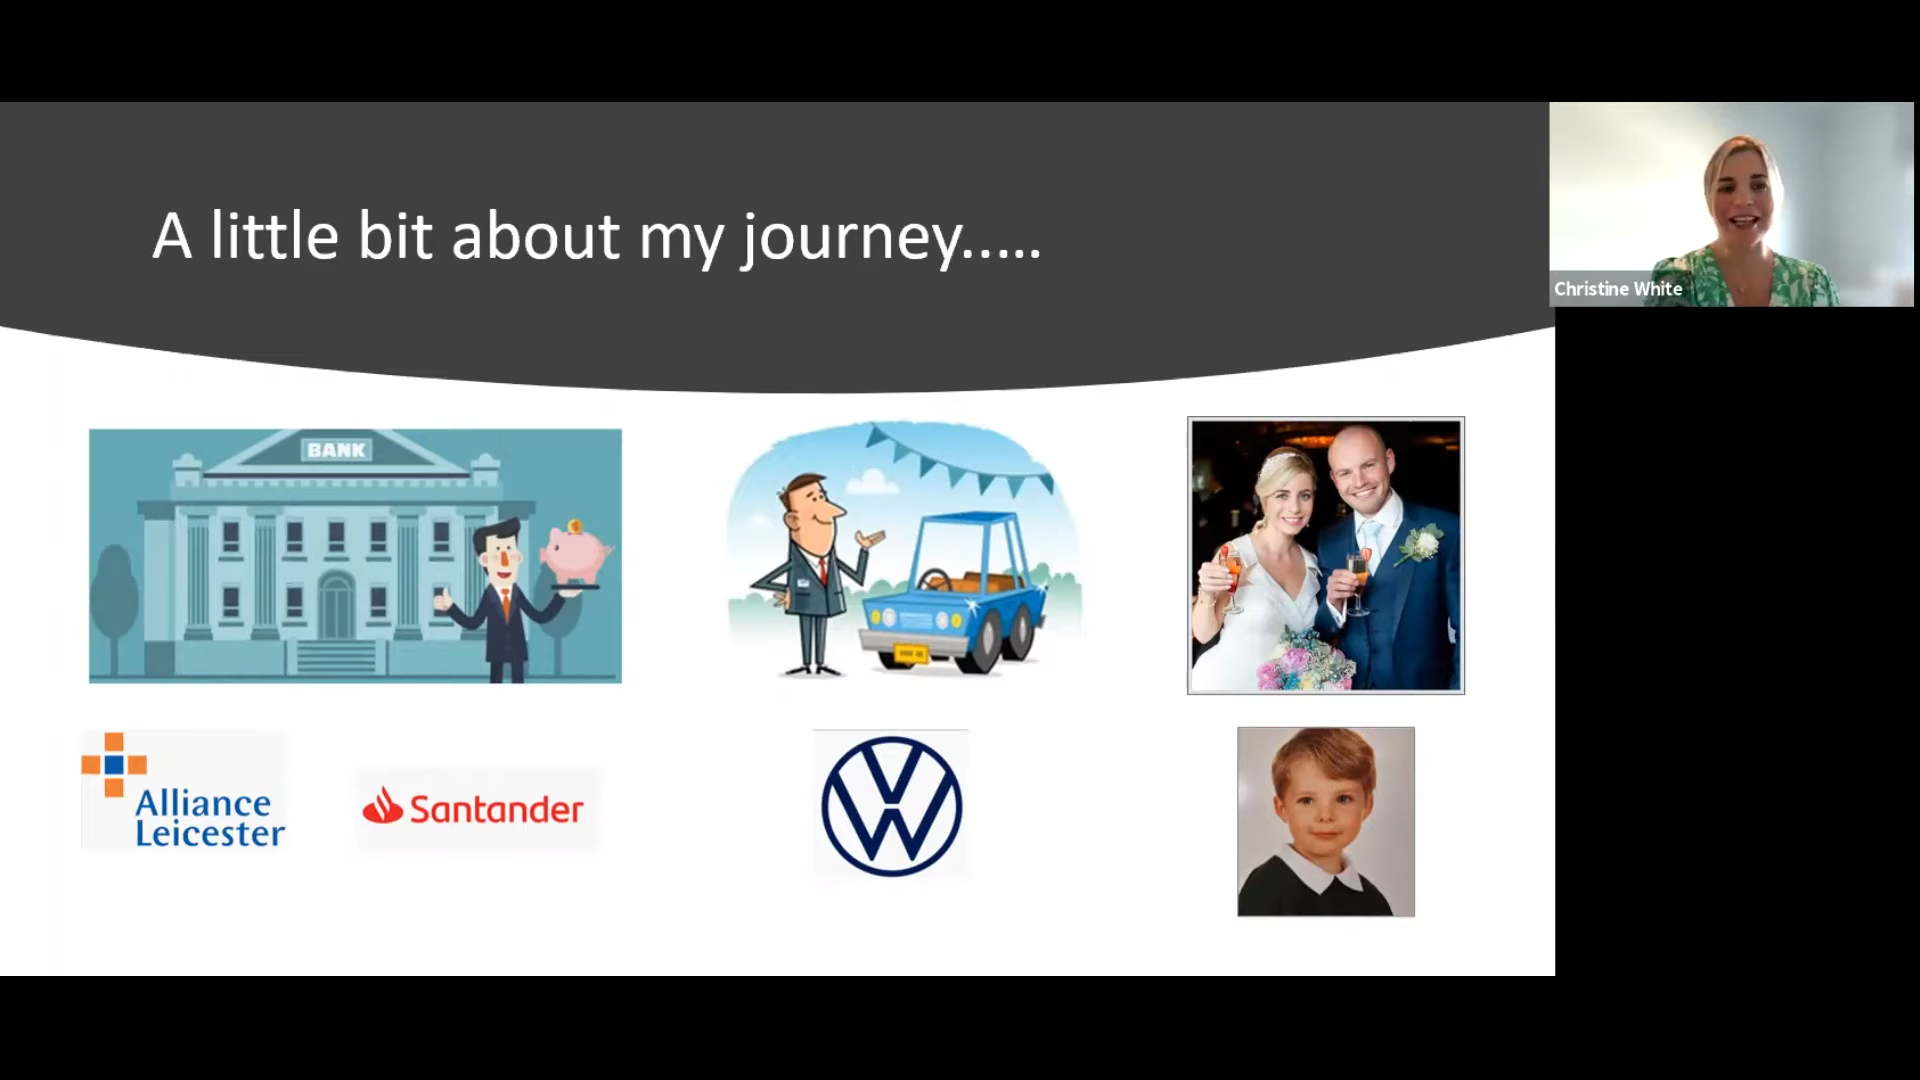 A little bit about my journey.....
Christine White
BANK
Alliance
Leicester
Santander